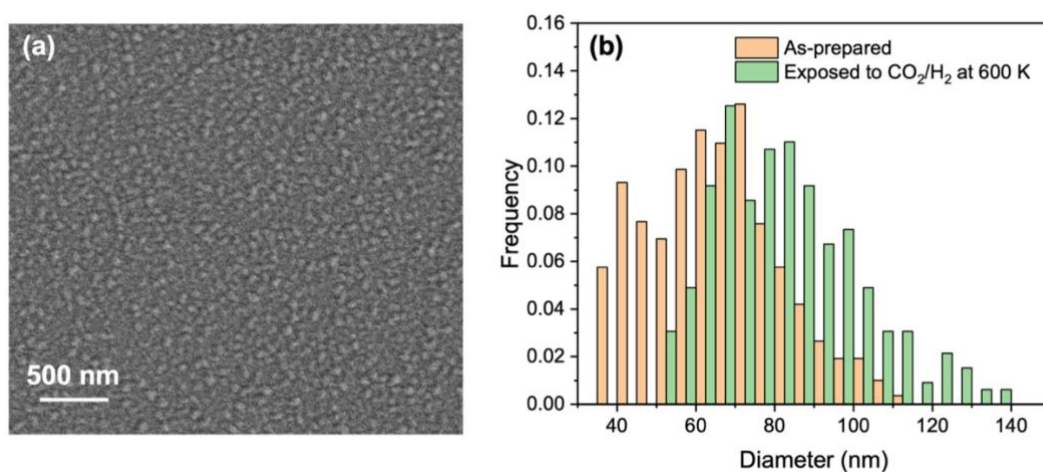 (a)
500 nm
(b)
As-prepared
Exposed to CO₂/H₂ at 600 K
Frequency
0.16
0.14
0.12
0.10
0.08
0.06
0.04
0.02
0.00
40 60 80 100 120 140
Diameter (nm)